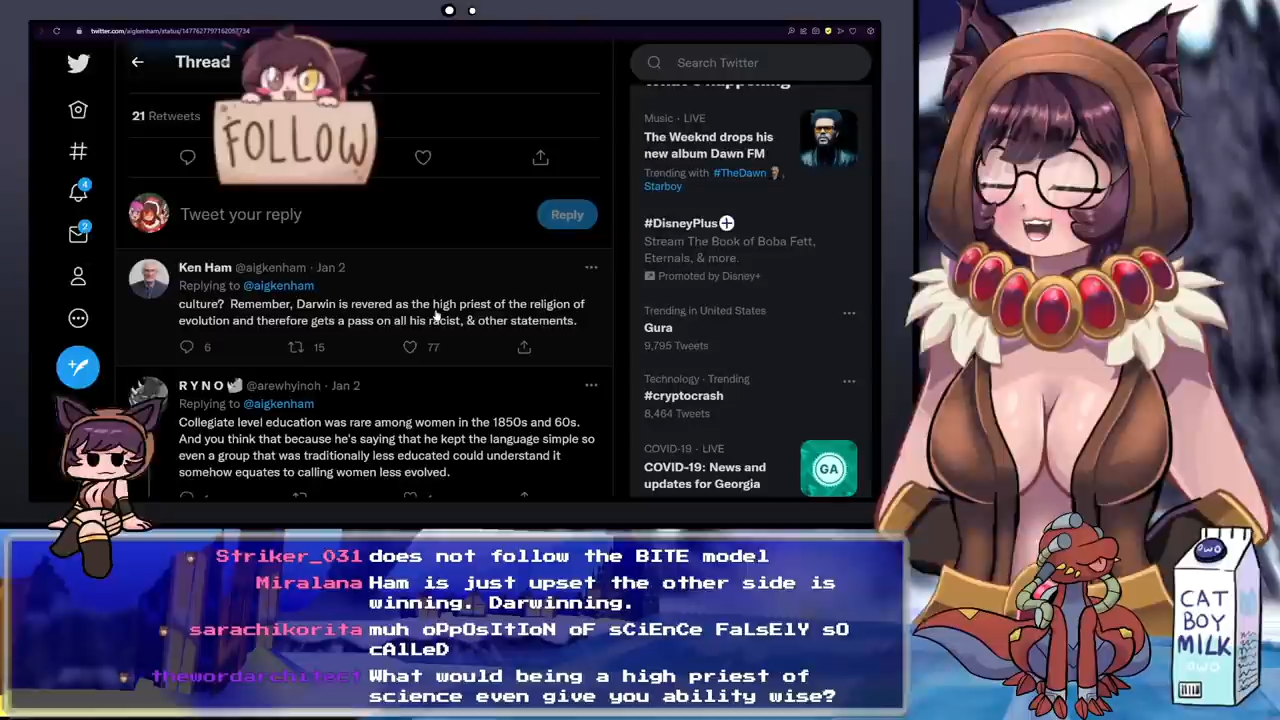 twitter.com/aigkenham/status/1477627797162057734
Thread
Search Twitter
FOLLOW
21 Retweets
Tweet your reply
Reply
Ken Ham @aigkenham · Jan 2
Replying to @aigkenham
culture? Remember, Darwin is revered as the high priest of the religion of
evolution and therefore gets a pass on all his racist, & other statements.
6 15 77
R Y N O @arewhyinoh · Jan 2
Replying to @aigkenham
Collegiate level education was rare among women in the 1850s and 60s.
And you think that because he's saying that he kept the language simple so
even a group that was traditionally less educated could understand it
somehow equates to calling women less evolved.
4
2
What's happening
Music · LIVE
The Weeknd drops his
new album Dawn FM
Trending with #TheDawn ,
Starboy
#DisneyPlus
Stream The Book of Boba Fett,
Eternals, & more.
Promoted by Disney+
Trending in United States
Gura
9,795 Tweets
Technology · Trending
#cryptocrash
8,464 Tweets
COVID-19 · LIVE
COVID-19: News and
updates for Georgia
GA
Striker_031 does not follow the BITE model
Miralana Ham is just upset the other side is
winning. Darwinning.
sarachikorita muh oPpOsItIoN oF sCiEnCe FaLsElY sO
cAlLeD
thewordarchitect What would being a high priest of
science even give you ability wise?
OWO
CAT
BOY
MILK
OWO